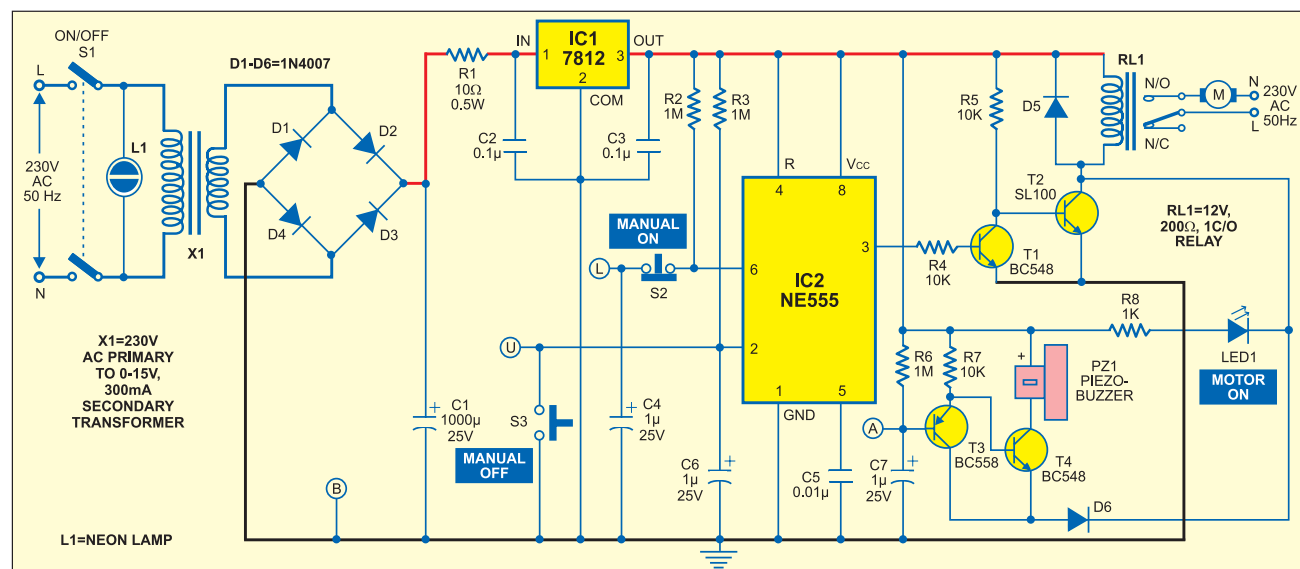 ON/OFF
S1
L
230V
AC
50 Hz
N
L1
X1
D1-D6=1N4007
D1
D2
D4
D3
X1=230V
AC PRIMARY
TO 0-15V,
300mA
SECONDARY
TRANSFORMER
L1=NEON LAMP
B
R1
10Ω
0.5W
IN
1
IC1
7812
3
OUT
2
COM
C2
0.1µ
C3
0.1µ
C1
1000µ
25V
R2
1M
R3
1M
MANUAL
ON
L
S2
U
S3
MANUAL
OFF
C4
1µ
25V
C6
1µ
25V
R
4
VCC
8
6
IC2
NE555
3
2
1
GND
5
C5
0.01µ
R4
10K
R5
10K
T1
BC548
T2
SL100
D5
RL1
N/O
N/C
M
N
230V
AC
50Hz
L
RL1=12V,
200Ω, 1C/O
RELAY
R6
1M
R7
10K
A
C7
1µ
25V
T3
BC558
T4
BC548
+
PZ1
PIEZO-
BUZZER
R8
1K
LED1
MOTOR
ON
D6